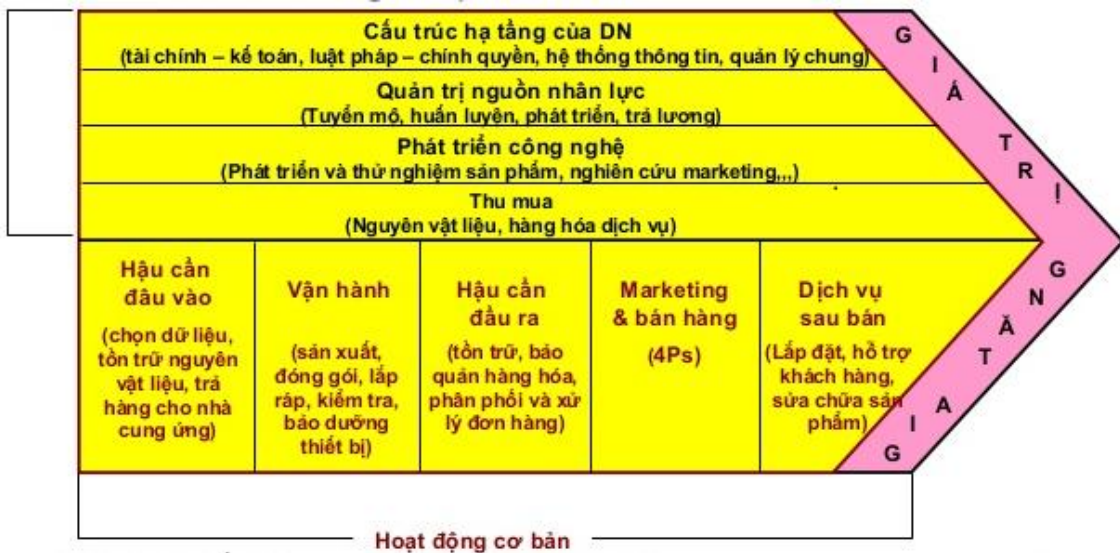 Cấu trúc hạ tầng của DN
(tài chính – kế toán, luật pháp – chính quyền, hệ thống thông tin, quản lý chung)
Quản trị nguồn nhân lực
(Tuyển mộ, huấn luyện, phát triển, trả lương)
Phát triển công nghệ
(Phát triển và thử nghiệm sản phẩm, nghiên cứu marketing,,,)
Thu mua
(Nguyên vật liệu, hàng hóa dịch vụ)
Hậu cần
đâu vào
(chọn dữ liệu,
tồn trữ nguyên
vật liệu, trả
hàng cho nhà
cung ứng)
Vận hành
(sản xuất,
đóng gói, lắp
ráp, kiểm tra,
bảo dưỡng
thiết bị)
Hậu cần
đầu ra
(tồn trữ, bảo
quản hàng hóa,
phân phối và xử
lý đơn hàng)
Marketing
& bán hàng
(4Ps)
Dịch vụ
sau bán
(Lắp đặt, hỗ trợ
khách hàng,
sửa chữa sản
phẩm)
GIÁ TRỊ
GIA TĂNG
Hoạt động cơ bản